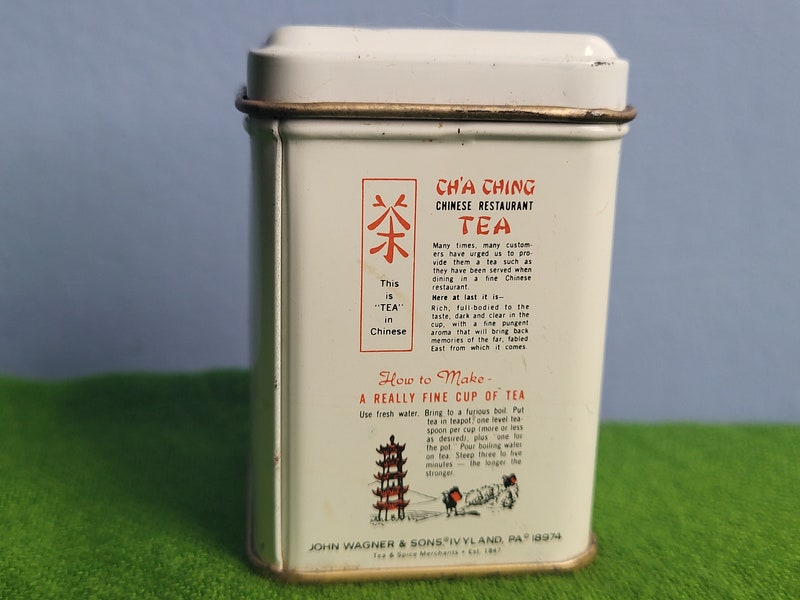 茶
This
is
"TEA"
in
Chinese
CH'A CHING
CHINESE RESTAURANT
TEA
Many times, many custom-
ers have urged us to pro-
vide them a tea such as
they have been served when
dining in a fine Chinese
restaurant.
Here at last it is—
Rich, full-bodied to the
taste, dark and clear in the
cup, with a fine pungent
aroma that will bring back
memories of the far, fabled
East from which it comes.
How to Make-
A REALLY FINE CUP OF TEA
Use fresh water. Bring to a furious boil. Put
tea in teapot, one level tea-
spoon per cup (more or less
as desired), plus one for
the pot. Pour boiling water
on tea. Steep three to five
minutes — the longer the
stronger.
JOHN WAGNER & SONS, IVYLAND, PA 18974
Tea & Spice Merchants • Est. 1847